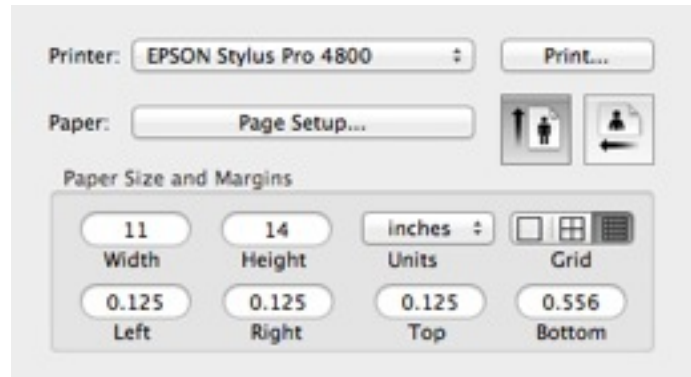 Printer: EPSON Stylus Pro 4800 Print...
Paper: Page Setup...
Paper Size and Margins
11 14 inches
Width Height Units Grid
0.125 0.125 0.125 0.556
Left Right Top Bottom